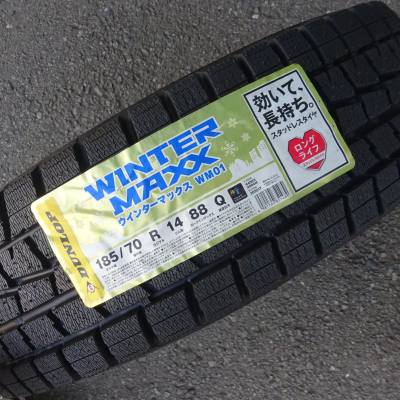 DUNLOP
WINTER
MAXX
ウインターマックス WM01
185/70 R 14 88 Q
効いて、
長持ち。
スタッドレスタイヤ
ロング
ライフ